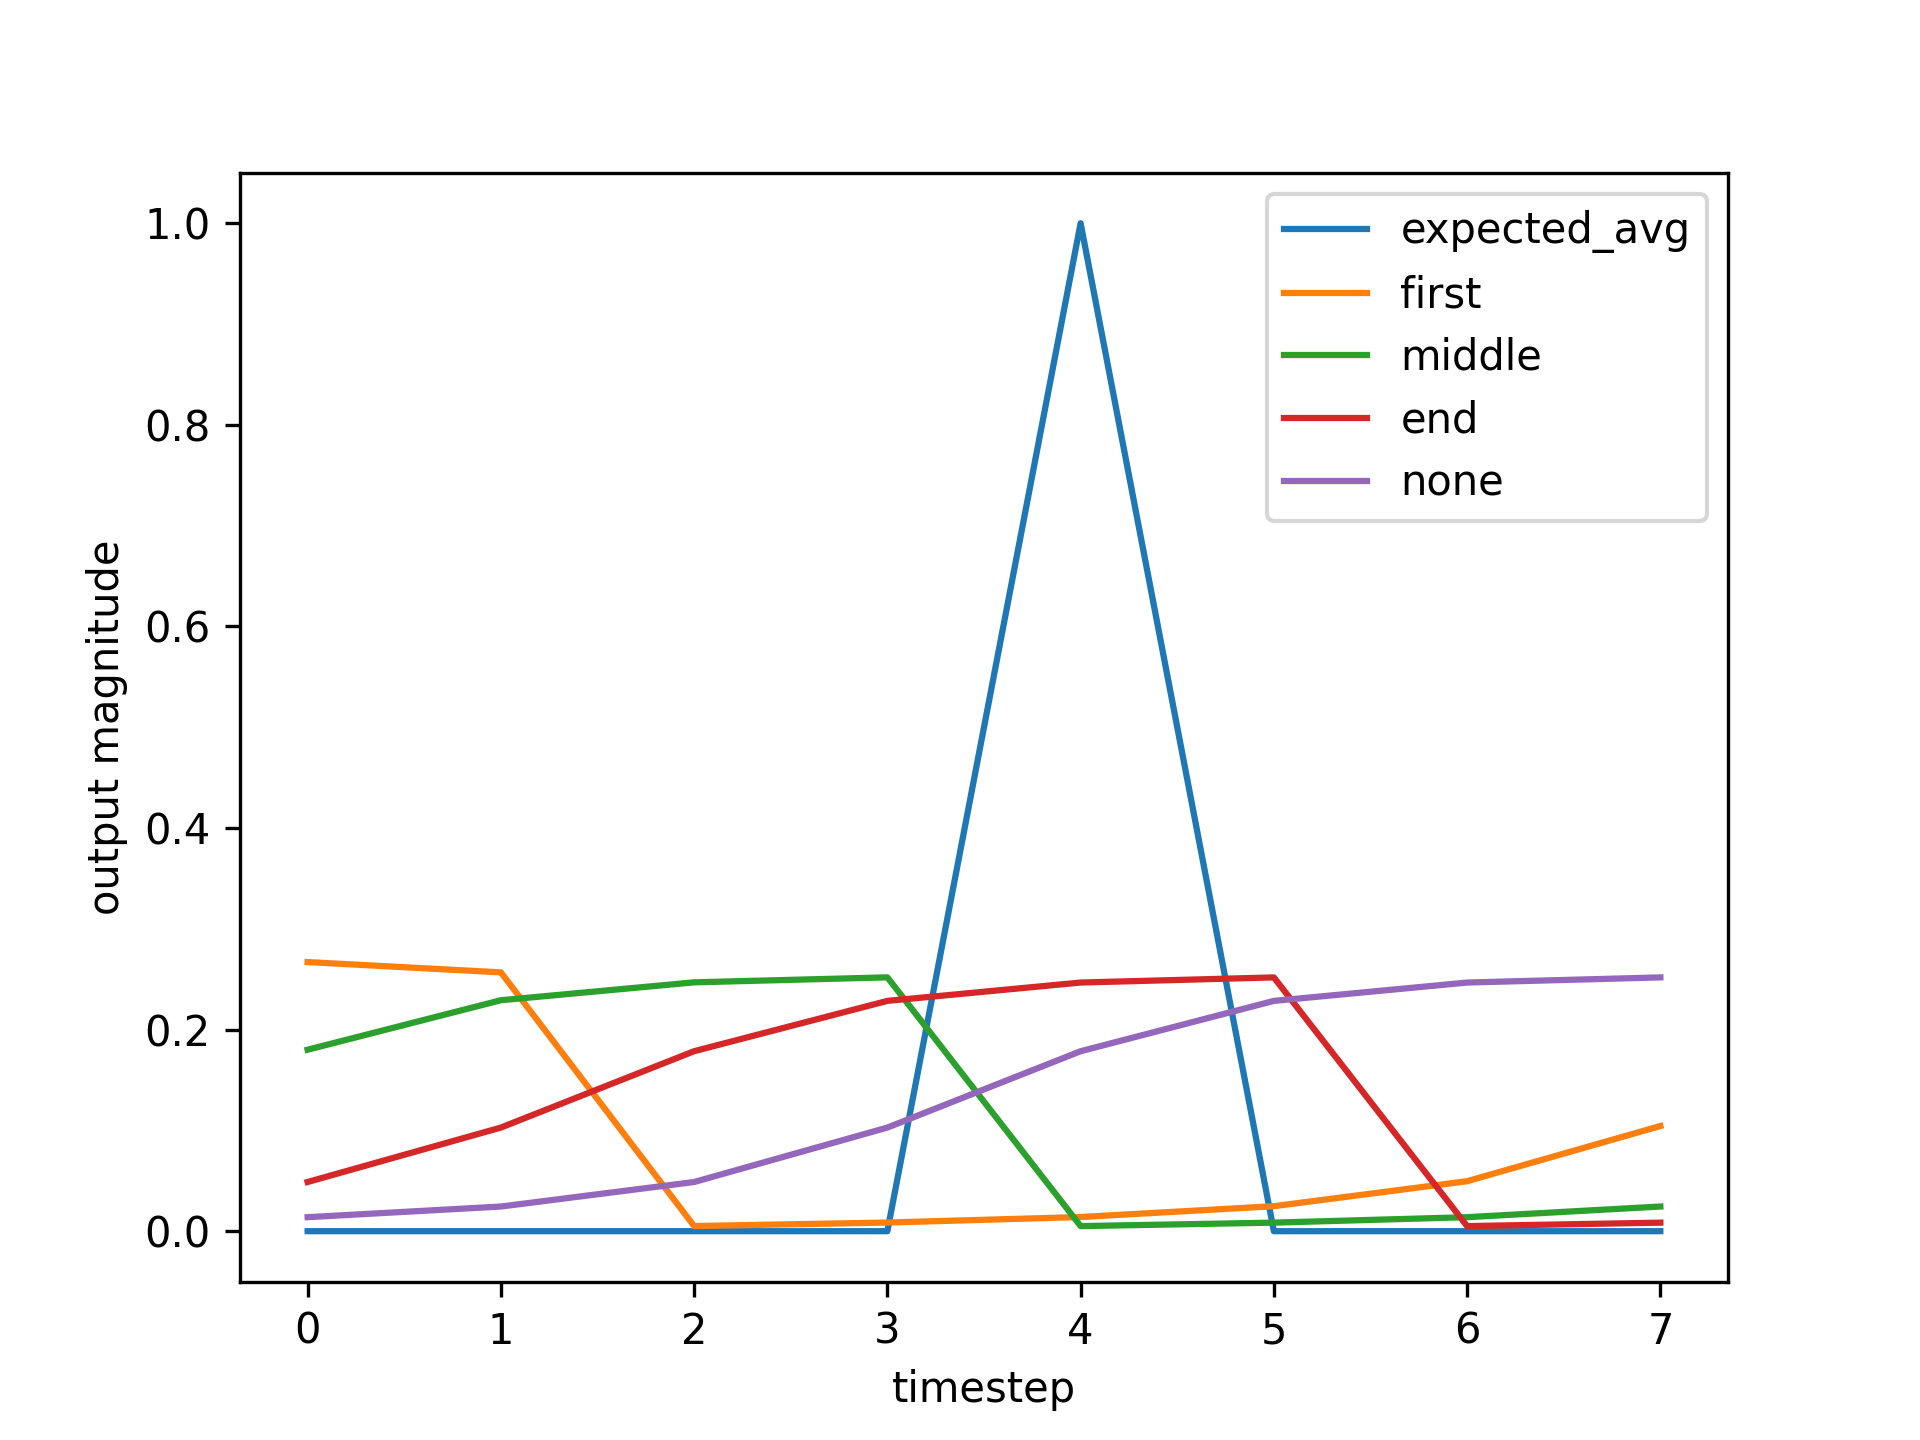 expected_avg
first
middle
end
none
output magnitude
1.0
0.8
0.6
0.4
0.2
0.0
0 1 2 3 4 5 6 7
timestep